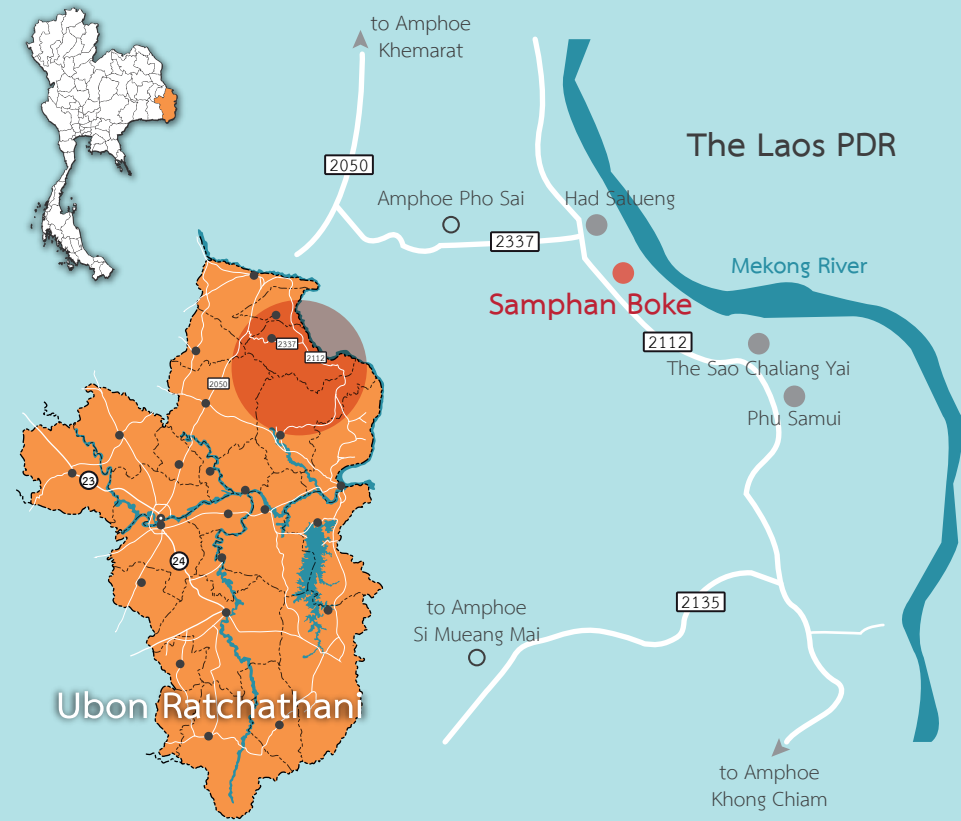 to Amphoe
Khemarat
2050
The Laos PDR
Amphoe Pho Sai
Had Salueng
2337
Mekong River
Samphan Boke
2112
The Sao Chaliang Yai
Phu Samui
2337
2112
2050
23
24
2135
to Amphoe
Si Mueang Mai
Ubon Ratchathani
to Amphoe
Khong Chiam